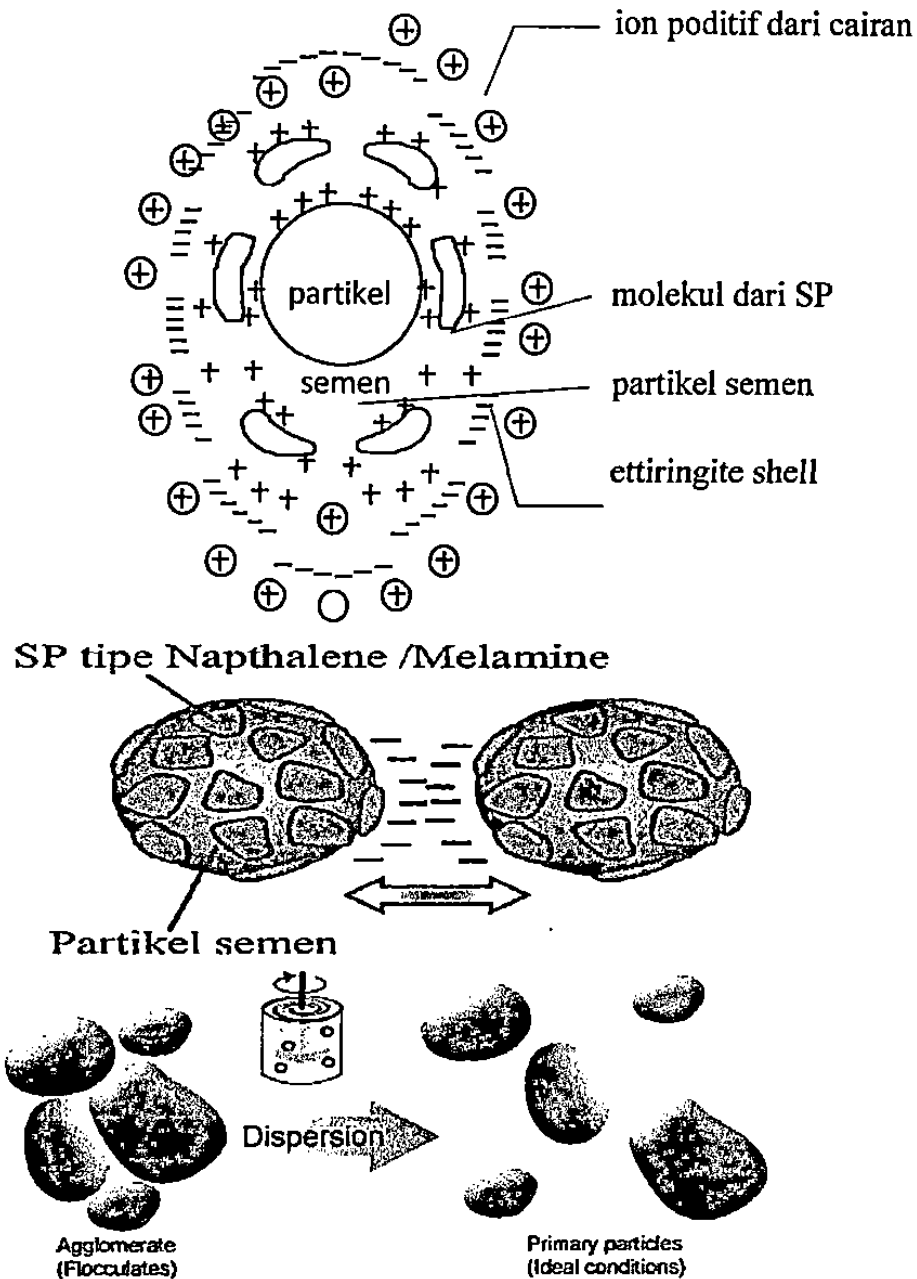 ion poditif dari cairan
partikel
molekul dari SP
semen
partikel semen
ettiringite shell
SP tipe Napthalene /Melamine
Partikel semen
Dispersion
Agglomerate
(Flocculates)
Primary particles
(Ideal conditions)